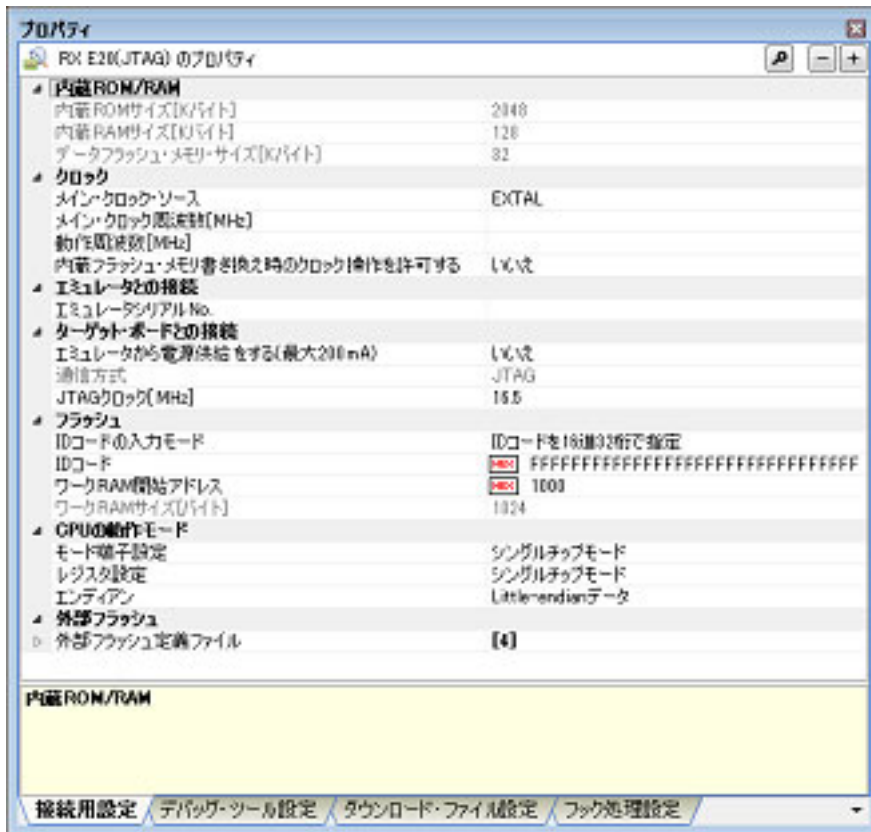 プロパティ
RX E20(JTAG) のプロパティ
内蔵ROM/RAM
内蔵ROMサイズ[Kバイト] 2048
内蔵RAMサイズ[Kバイト] 128
データフラッシュ・メモリ・サイズ[Kバイト] 32
クロック
メイン・クロック・ソース EXTAL
メイン・クロック周波数[MHz]
動作周波数[MHz]
内蔵フラッシュ・メモリ書き換え時のクロック操作を許可する いいえ
エミュレータとの接続
エミュレータシリアルNo.
ターゲット・ボードとの接続
エミュレータから電源供給をする(最大200mA) いいえ
通信方式 JTAG
JTAGクロック[MHz] 16.5
フラッシュ
IDコードの入力モード IDコードを16進32桁で指定
IDコード HEX FFFFFFFFFFFFFFFFFFFFFFFFFFFFFFFF
ワークRAM開始アドレス HEX 1000
ワークRAMサイズ[バイト] 1024
CPUの動作モード
モード端子設定 シングルチップモード
レジスタ設定 シングルチップモード
エンディアン Little-endianデータ
外部フラッシュ
外部フラッシュ定義ファイル [4]
内蔵ROM/RAM
接続用設定 デバッグ・ツール設定 ダウンロード・ファイル設定 フック処理設定